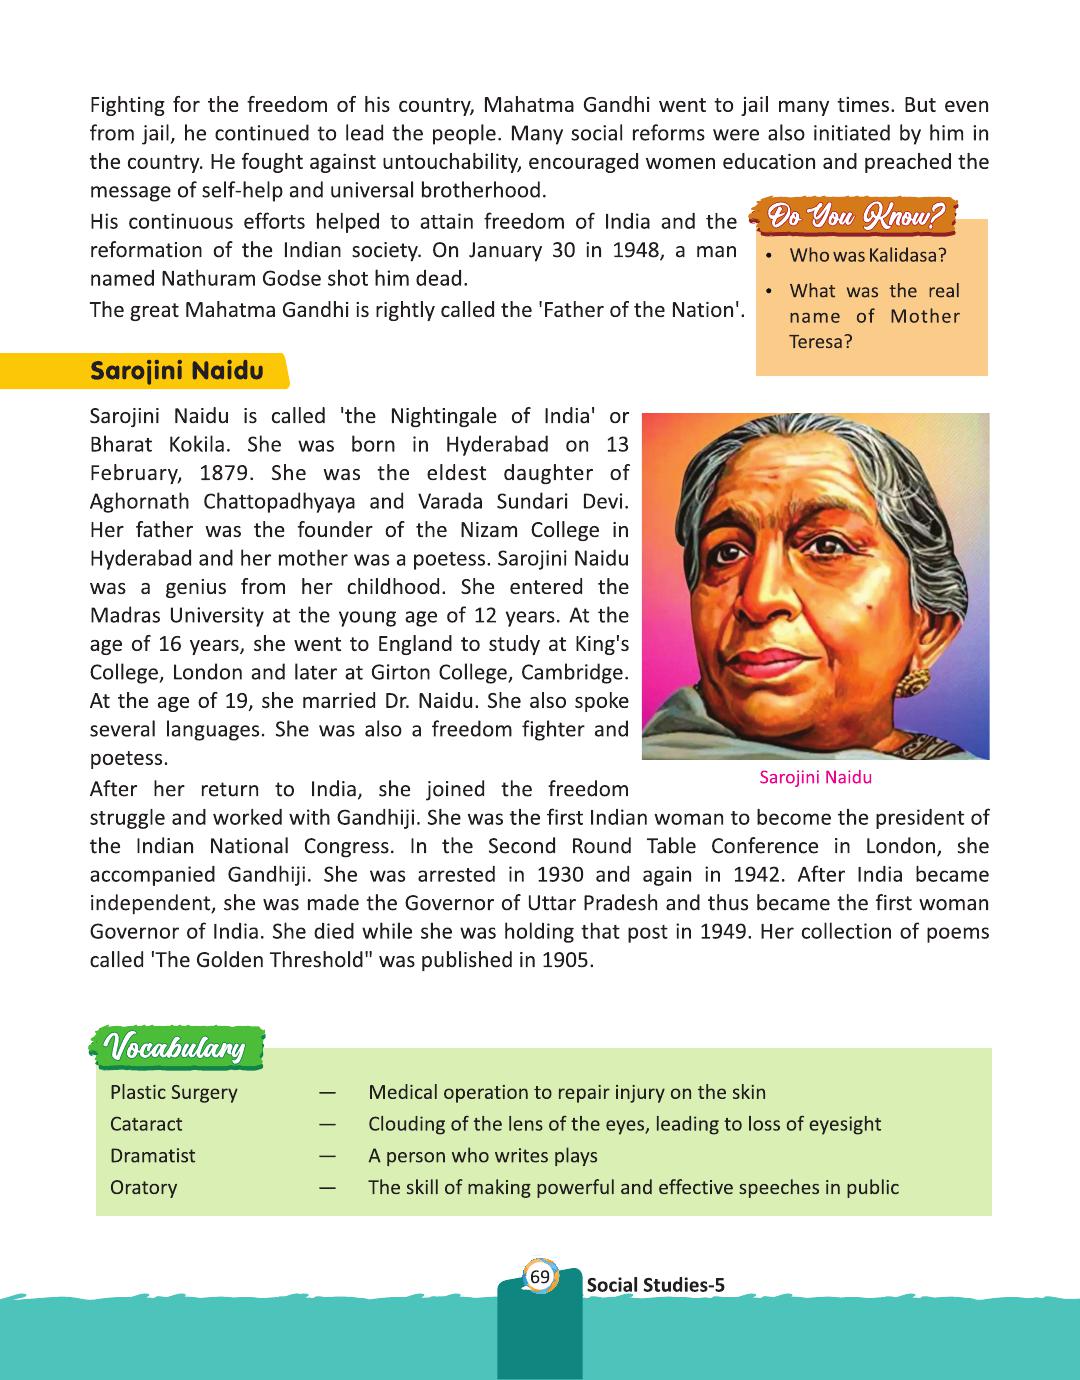 Fighting for the freedom of his country, Mahatma Gandhi went to jail many times. But even
from jail, he continued to lead the people. Many social reforms were also initiated by him in
the country. He fought against untouchability, encouraged women education and preached the
message of self-help and universal brotherhood.
His continuous efforts helped to attain freedom of India and the
reformation of the Indian society. On January 30 in 1948, a man
named Nathuram Godse shot him dead.
The great Mahatma Gandhi is rightly called the 'Father of the Nation'.
Do You Know?
• Who was Kalidasa?
• What was the real
name of Mother
Teresa?
Sarojini Naidu
Sarojini Naidu is called 'the Nightingale of India' or
Bharat Kokila. She was born in Hyderabad on 13
February, 1879. She was the eldest daughter of
Aghornath Chattopadhyaya and Varada Sundari Devi.
Her father was the founder of the Nizam College in
Hyderabad and her mother was a poetess. Sarojini Naidu
was a genius from her childhood. She entered the
Madras University at the young age of 12 years. At the
age of 16 years, she went to England to study at King's
College, London and later at Girton College, Cambridge.
At the age of 19, she married Dr. Naidu. She also spoke
several languages. She was also a freedom fighter and
poetess.
Sarojini Naidu
After her return to India, she joined the freedom
struggle and worked with Gandhiji. She was the first Indian woman to become the president of
the Indian National Congress. In the Second Round Table Conference in London, she
accompanied Gandhiji. She was arrested in 1930 and again in 1942. After India became
independent, she was made the Governor of Uttar Pradesh and thus became the first woman
Governor of India. She died while she was holding that post in 1949. Her collection of poems
called 'The Golden Threshold" was published in 1905.
Vocabulary
Plastic Surgery — Medical operation to repair injury on the skin
Cataract — Clouding of the lens of the eyes, leading to loss of eyesight
Dramatist — A person who writes plays
Oratory — The skill of making powerful and effective speeches in public
69
Social Studies-5